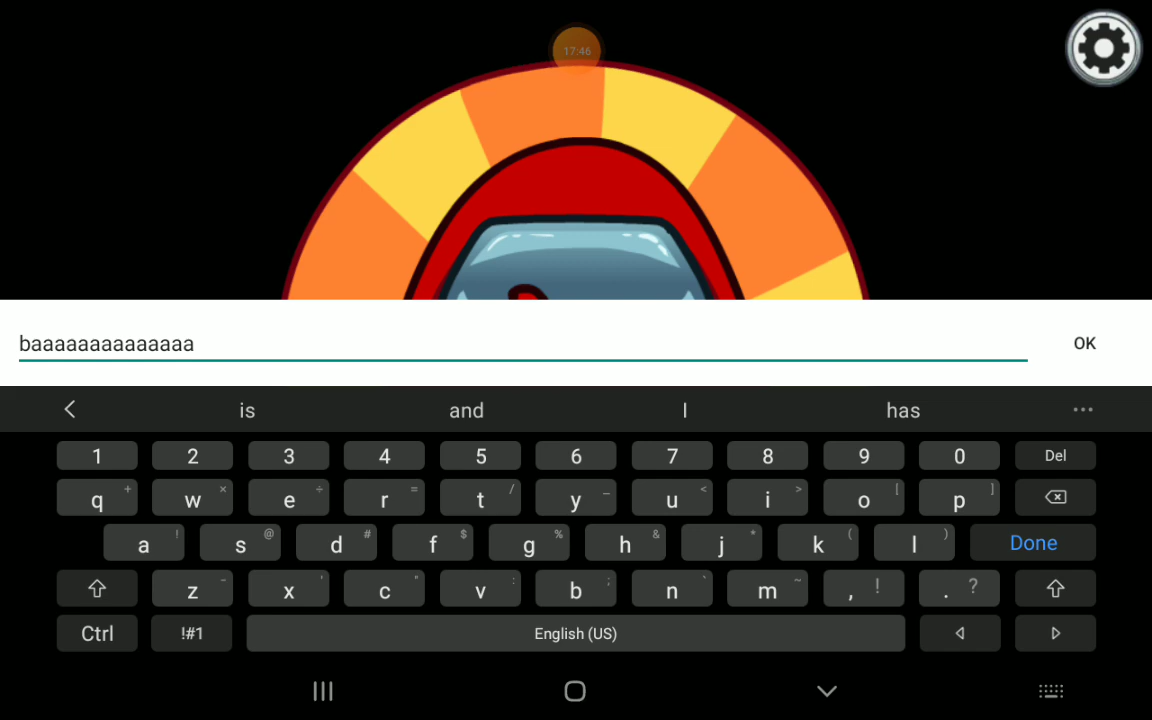 17:46
baaaaaaaaaaaaaa OK
is and I has
1 2 3 4 5 6 7 8 9 0 Del
q + w × e ÷ r = t / y _ u < i > o [ p ]
a ! s @ d # f $ g % h & j * k ( l ) Done
z - x ' c " v : b ; n ` m ~ , ! . ?
Ctrl !#1 English (US)